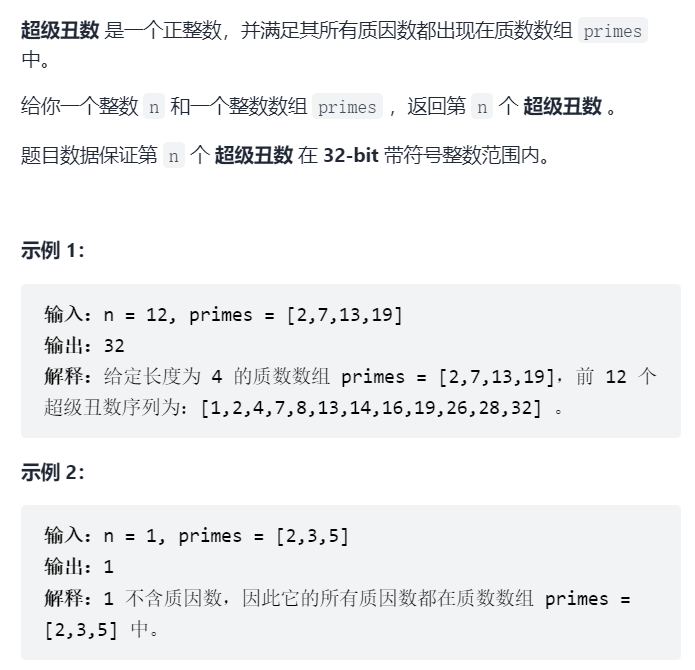 超级丑数 是一个正整数，并满足其所有质因数都出现在质数数组 primes
中。
给你一个整数 n 和一个整数数组 primes ，返回第 n 个 超级丑数 。
题目数据保证第 n 个 超级丑数 在 32-bit 带符号整数范围内。
示例 1：
输入：n = 12, primes = [2,7,13,19]
输出：32
解释：给定长度为 4 的质数数组 primes = [2,7,13,19]，前 12 个
超级丑数序列为：[1,2,4,7,8,13,14,16,19,26,28,32] 。
示例 2：
输入：n = 1, primes = [2,3,5]
输出：1
解释：1 不含质因数，因此它的所有质因数都在质数数组 primes =
[2,3,5] 中。